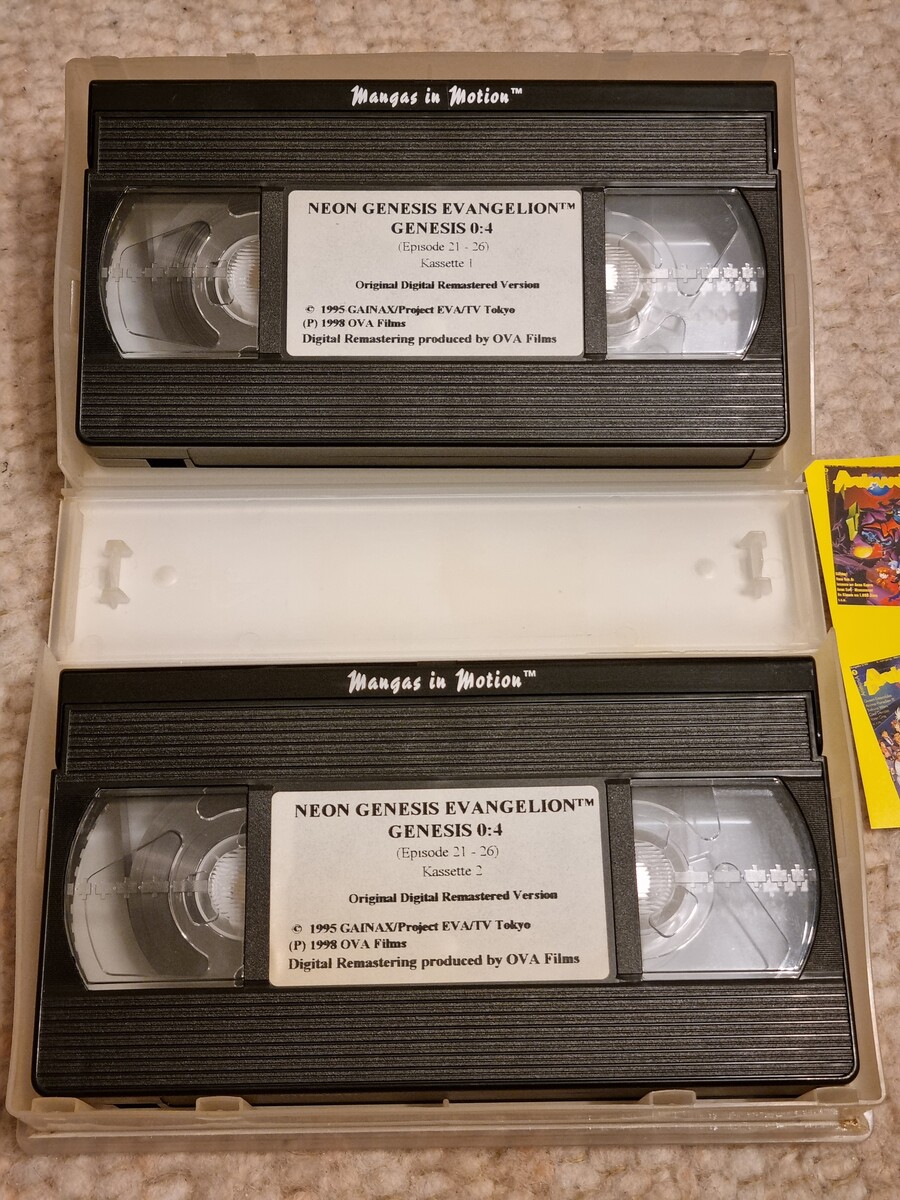 Mangas in Motion™
NEON GENESIS EVANGELION™
GENESIS 0:4
(Episode 21 - 26)
Kassette 1
Original Digital Remastered Version
© 1995 GAINAX/Project EVA/TV Tokyo
(P) 1998 OVA Films
Digital Remastering produced by OVA Films
Mangas in Motion™
NEON GENESIS EVANGELION™
GENESIS 0:4
(Episode 21 - 26)
Kassette 2
Original Digital Remastered Version
© 1995 GAINAX/Project EVA/TV Tokyo
(P) 1998 OVA Films
Digital Remastering produced by OVA Films